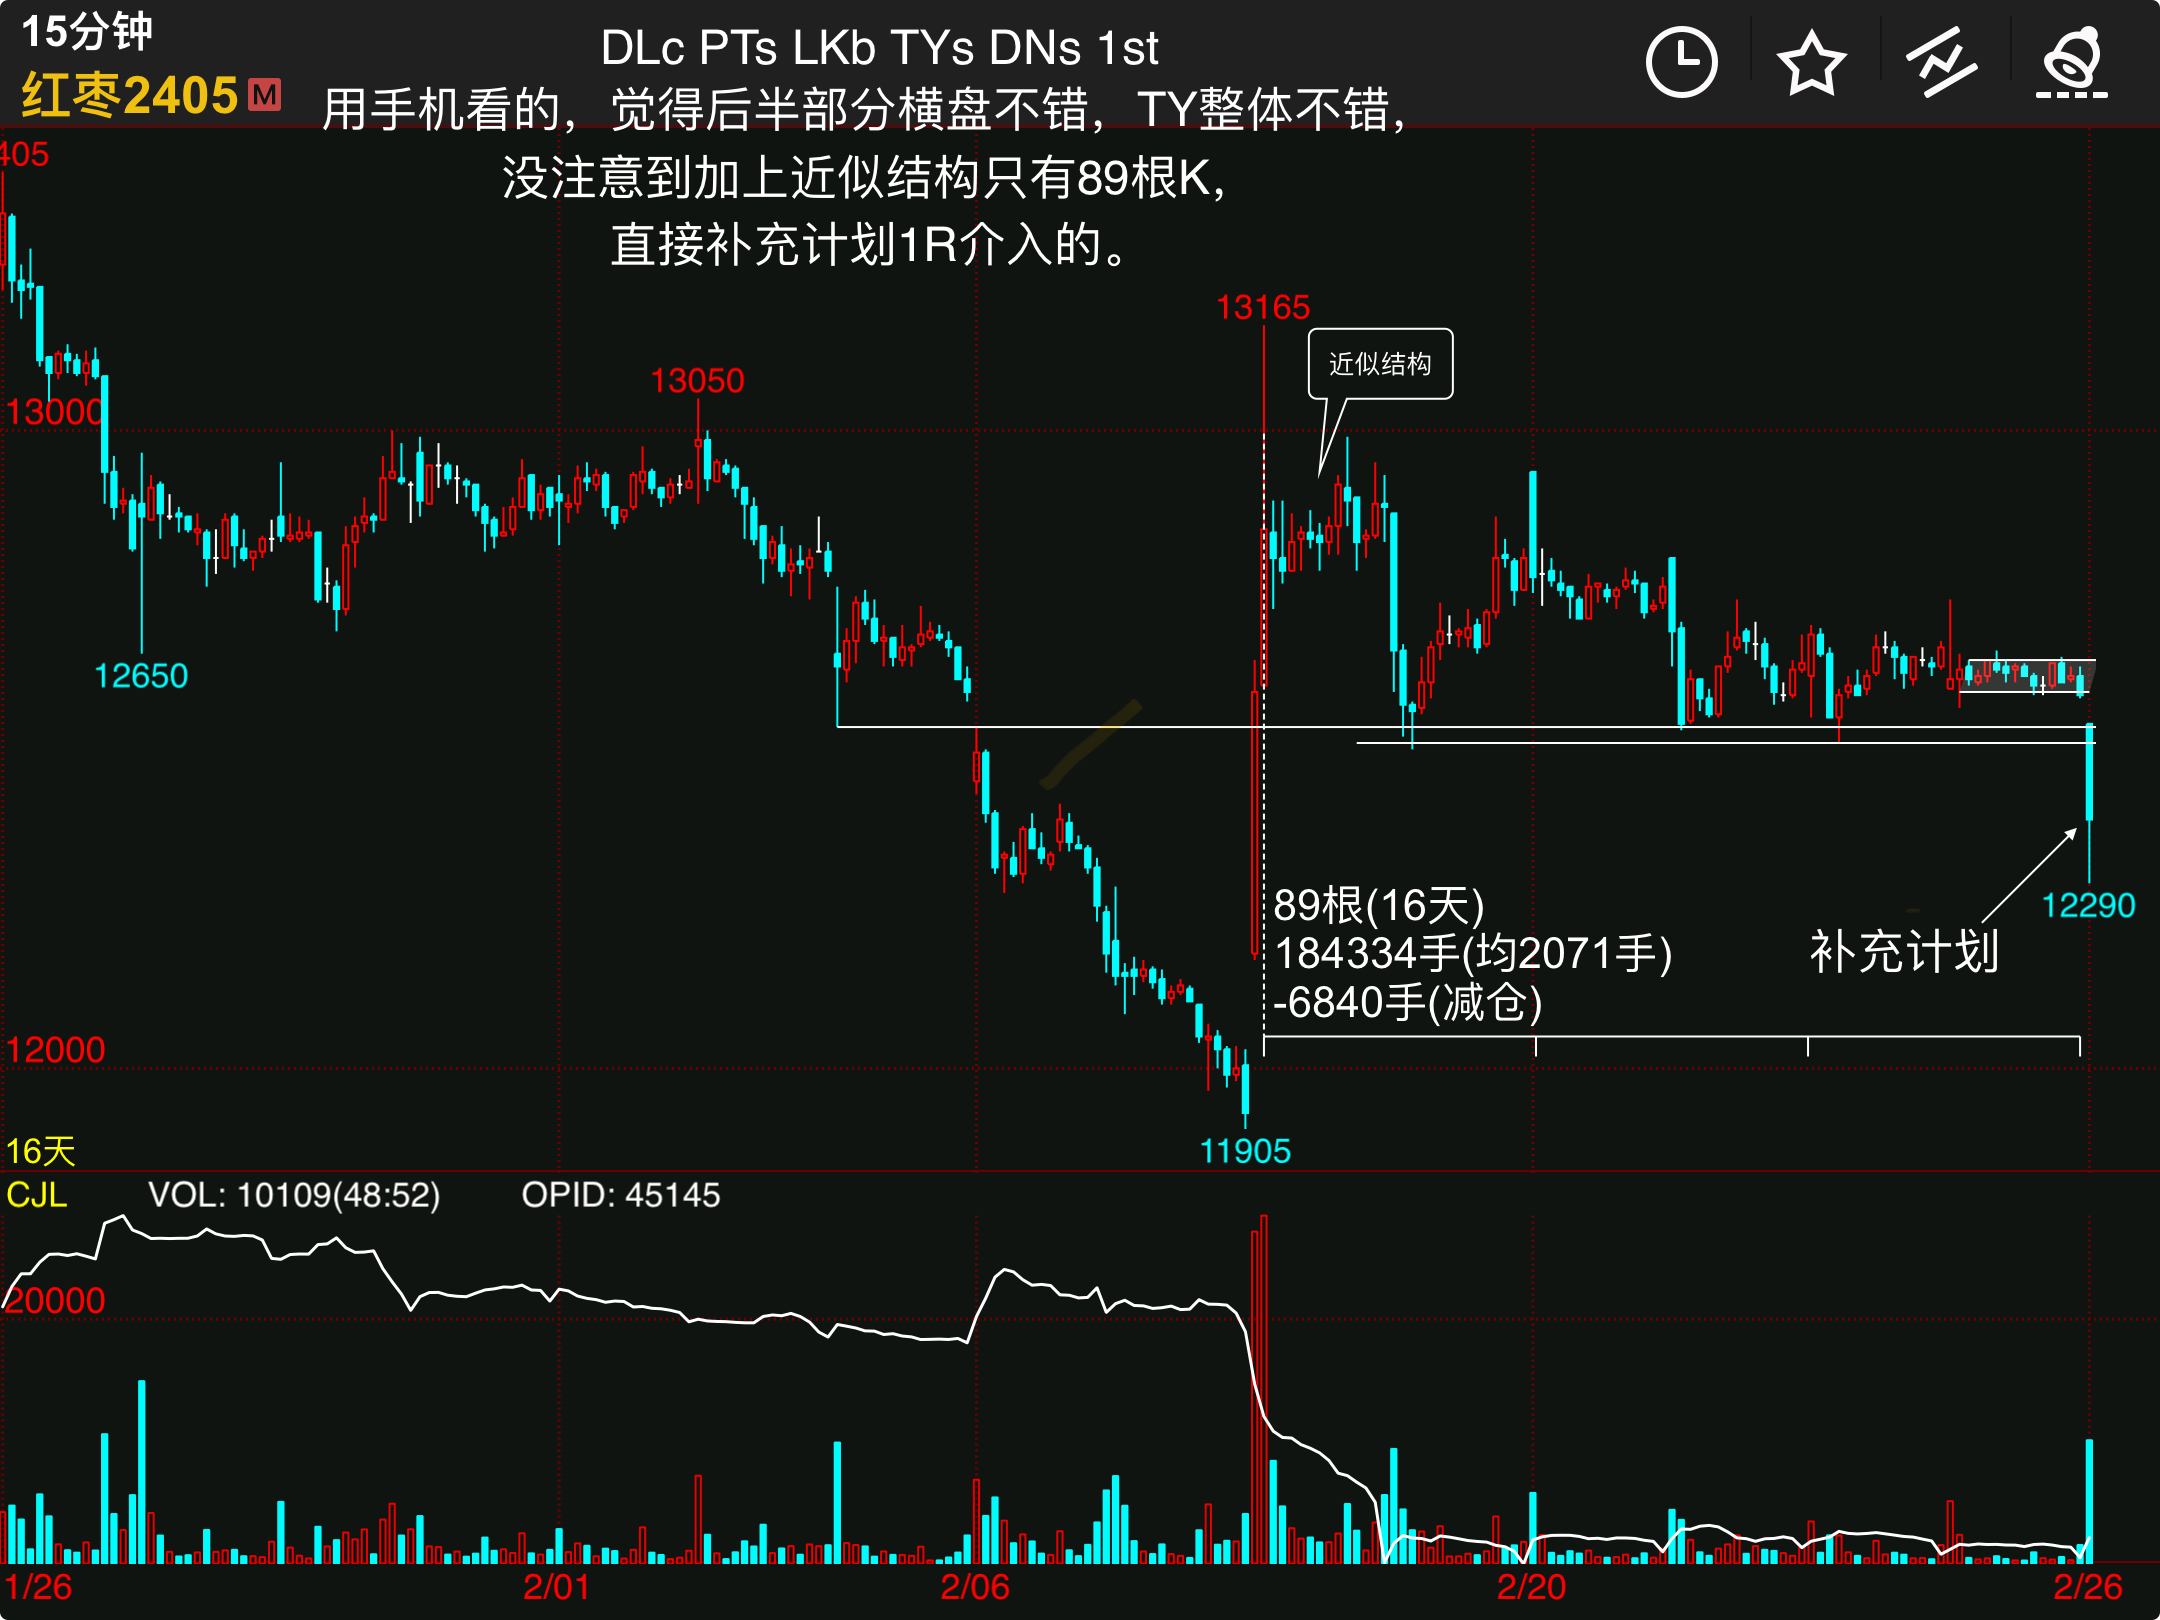 15分钟
红枣2405 M
DLc PTs LKb TYs DNs 1st
用手机看的，觉得后半部分横盘不错，TY整体不错，
没注意到加上近似结构只有89根K，
直接补充计划1R介入的。
405
13165
近似结构
13050
13000
12650
89根(16天)
184334手(均2071手)
-6840手(减仓)
12290
补充计划
12000
11905
16天
CJL VOL: 10109(48:52) OPID: 45145
20000
1/26 2/01 2/06 2/20 2/26